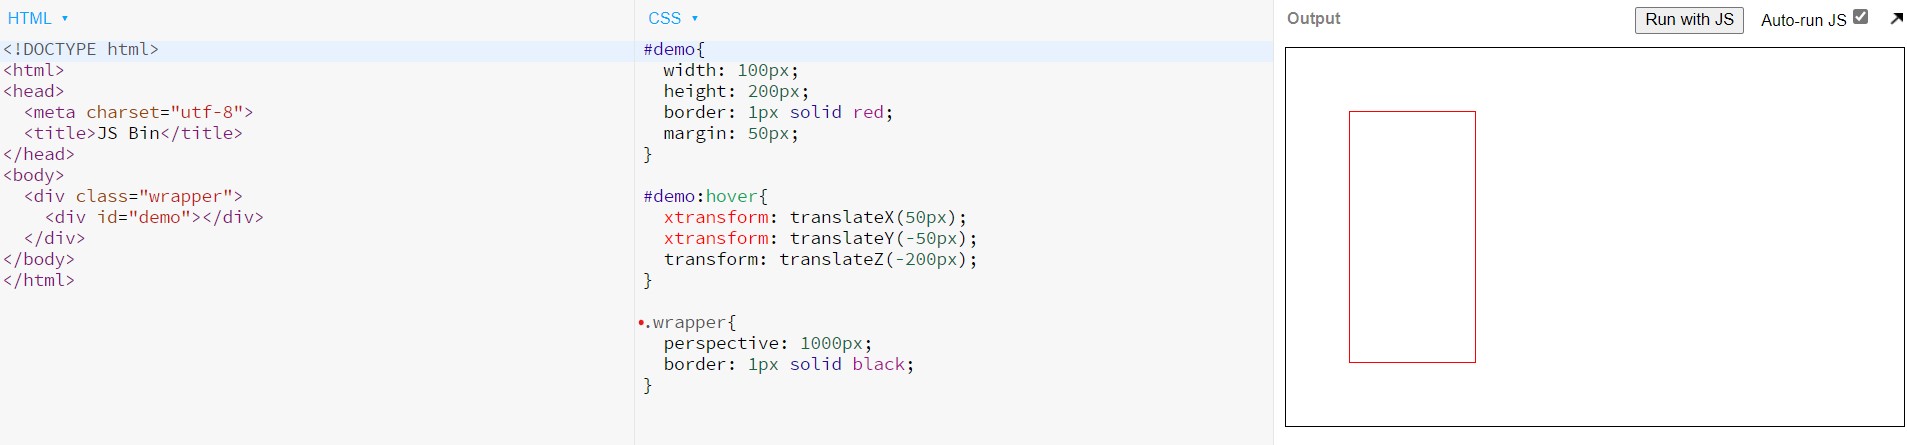 HTML ▾
<!DOCTYPE html>
<html>
<head>
  <meta charset="utf-8">
  <title>JS Bin</title>
</head>
<body>
  <div class="wrapper">
    <div id="demo"></div>
  </div>
</body>
</html>
CSS ▾
#demo{
  width: 100px;
  height: 200px;
  border: 1px solid red;
  margin: 50px;
}

#demo:hover{
  xtransform: translateX(50px);
  xtransform: translateY(-50px);
  transform: translateZ(-200px);
}

.wrapper{
  perspective: 1000px;
  border: 1px solid black;
}
Output
Run with JS
Auto-run JS